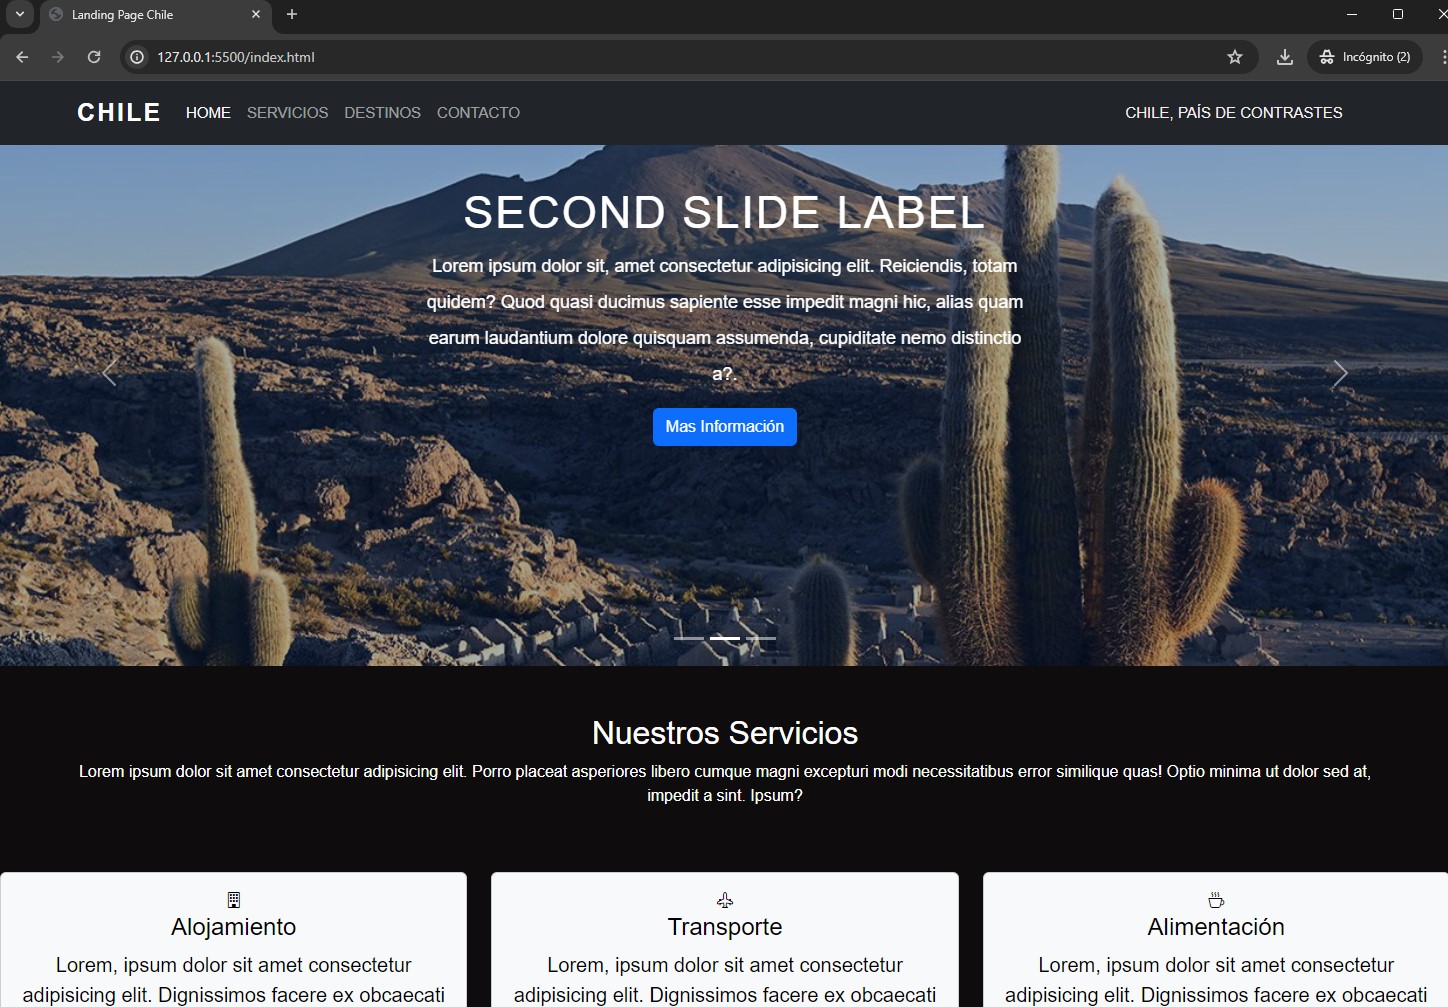 Landing Page Chile
127.0.0.1:5500/index.html
Incógnito (2)
CHILE HOME SERVICIOS DESTINOS CONTACTO CHILE, PAÍS DE CONTRASTES
SECOND SLIDE LABEL
Lorem ipsum dolor sit, amet consectetur adipisicing elit. Reiciendis, totam
quidem? Quod quasi ducimus sapiente esse impedit magni hic, alias quam
earum laudantium dolore quisquam assumenda, cupiditate nemo distinctio
a?.
Mas Información
Nuestros Servicios
Lorem ipsum dolor sit amet consectetur adipisicing elit. Porro placeat asperiores libero cumque magni excepturi modi necessitatibus error similique quas! Optio minima ut dolor sed at,
impedit a sint. Ipsum?
Alojamiento
Lorem, ipsum dolor sit amet consectetur
adipisicing elit. Dignissimos facere ex obcaecati
Transporte
Lorem, ipsum dolor sit amet consectetur
adipisicing elit. Dignissimos facere ex obcaecati
Alimentación
Lorem, ipsum dolor sit amet consectetur
adipisicing elit. Dignissimos facere ex obcaecati